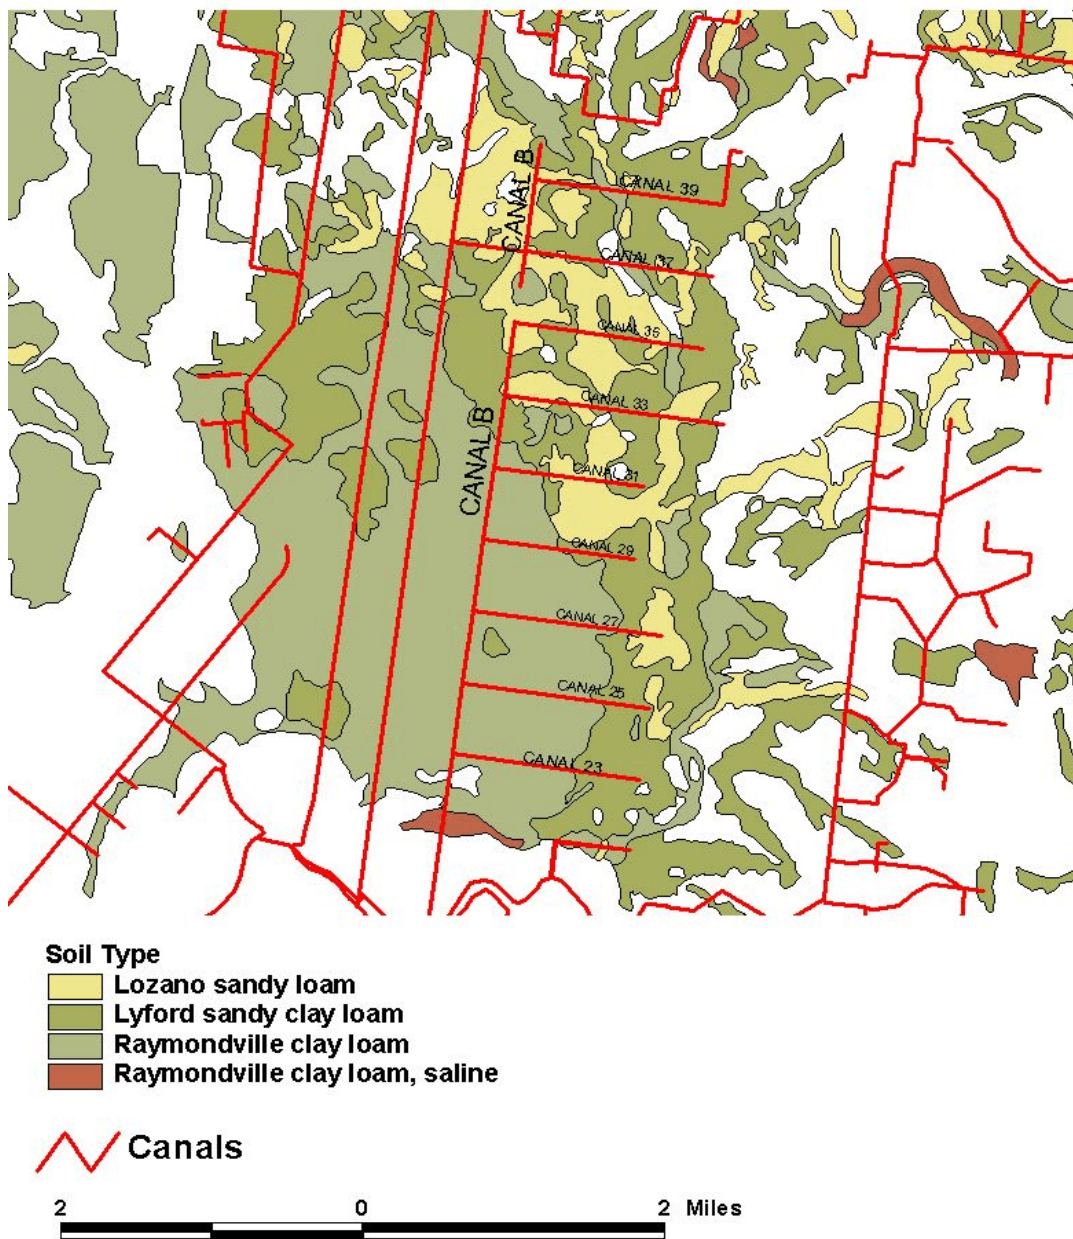 CANAL B
CANAL 39
CANAL 37
CANAL 35
CANAL 33
CANAL B
CANAL 31
CANAL 29
CANAL 27
CANAL 25
CANAL 23
Soil Type
Lozano sandy loam
Lyford sandy clay loam
Raymondville clay loam
Raymondville clay loam, saline
Canals
2 0 2 Miles